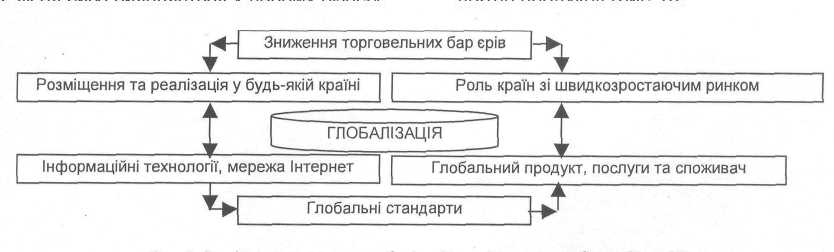 Зниження торговельних бар єрів
Розміщення та реалізація у будь-якій країні
Роль країн зі швидкозростаючим ринком
ГЛОБАЛІЗАЦІЯ
Інформаційні технології, мережа Інтернет
Глобальний продукт, послуги та споживач
Глобальні стандарти